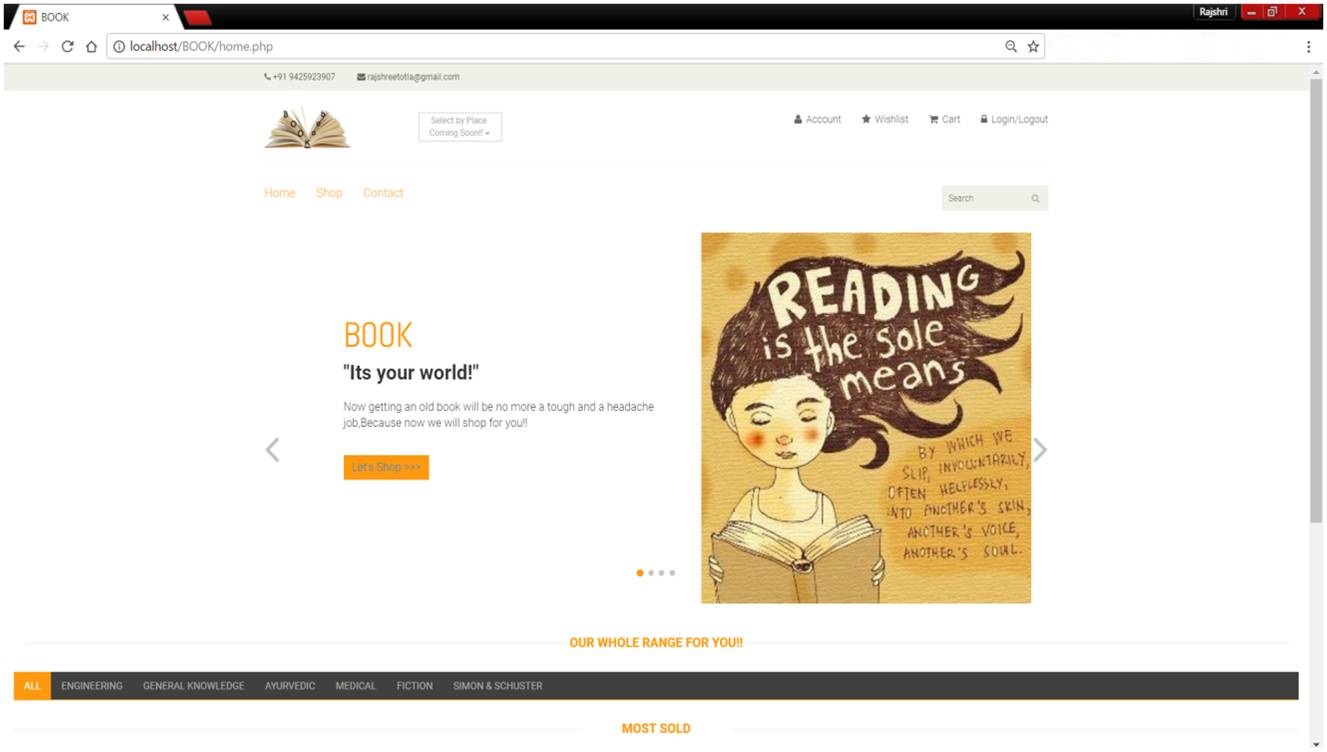 BOOK
Rajshri
localhost/BOOK/home.php
+91 9425923907 rajshreetotla@gmail.com
Select by Place
Coming Soon!!
Account Wishlist Cart Login/Logout
Home Shop Contact
Search
READING
is the sole
means
BY WHICH WE
SLIP, INVOLUNTARILY,
OFTEN HELPLESSLY,
INTO ANOTHER'S SKIN,
ANOTHER'S VOICE,
ANOTHER'S SOUL.
BOOK
"Its your world!"
Now getting an old book will be no more a tough and a headache
job,Because now we will shop for you!!
Let's Shop >>>
OUR WHOLE RANGE FOR YOU!!
ALL ENGINEERING GENERAL KNOWLEDGE AYURVEDIC MEDICAL FICTION SIMON & SCHUSTER
MOST SOLD